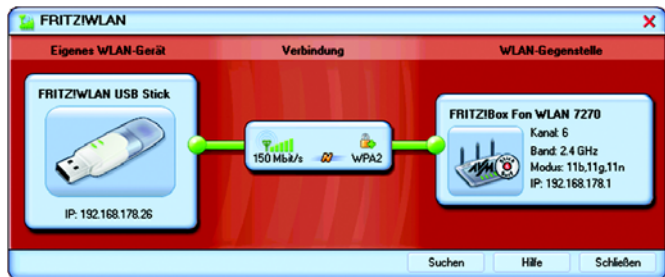 FRITZ!WLAN
Eigenes WLAN-Gerät
Verbindung
WLAN-Gegenstelle
FRITZ!WLAN USB Stick
IP: 192.168.178.26
150 Mbit/s
WPA2
FRITZ!Box Fon WLAN 7270
Kanal: 6
Band: 2.4 GHz
Modus: 11b,11g,11n
IP: 192.168.178.1
AVM
Suchen
Hilfe
Schließen